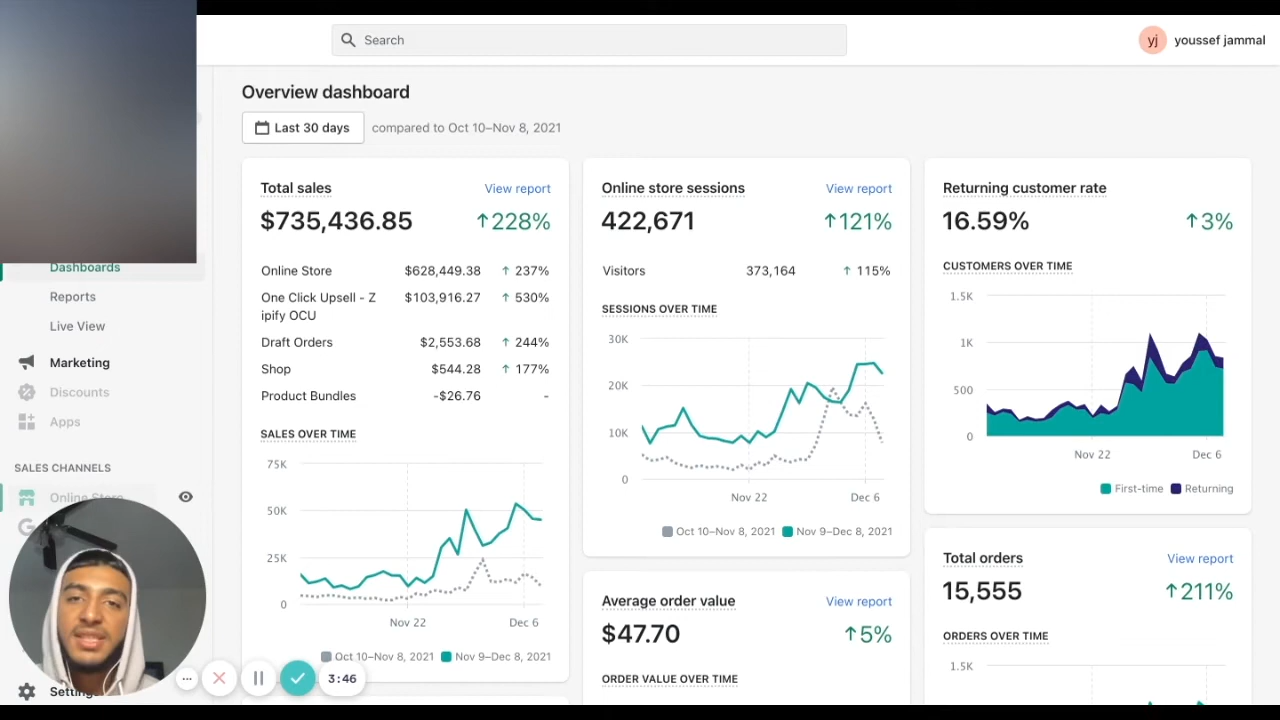 Search
yj youssef jammal
Overview dashboard
Last 30 days compared to Oct 10–Nov 8, 2021
Dashboards
Reports
Live View
Marketing
Discounts
Apps
SALES CHANNELS
Online Store
G
Settings
Total sales View report
$735,436.85 ↑228%
Online Store $628,449.38 ↑ 237%
One Click Upsell - Z
ipify OCU $103,916.27 ↑ 530%
Draft Orders $2,553.68 ↑ 244%
Shop $544.28 ↑ 177%
Product Bundles -$26.76 -
SALES OVER TIME
75K
50K
25K
0
Nov 22 Dec 6
Oct 10–Nov 8, 2021 Nov 9–Dec 8, 2021
... 3:46
Online store sessions View report
422,671 ↑121%
Visitors 373,164 ↑ 115%
SESSIONS OVER TIME
30K
20K
10K
0
Nov 22 Dec 6
Oct 10–Nov 8, 2021 Nov 9–Dec 8, 2021
Average order value View report
$47.70 ↑5%
ORDER VALUE OVER TIME
Returning customer rate
16.59% ↑3%
CUSTOMERS OVER TIME
1.5K
1K
500
0
Nov 22 Dec 6
First-time Returning
Total orders View report
15,555 ↑211%
ORDERS OVER TIME
1.5K